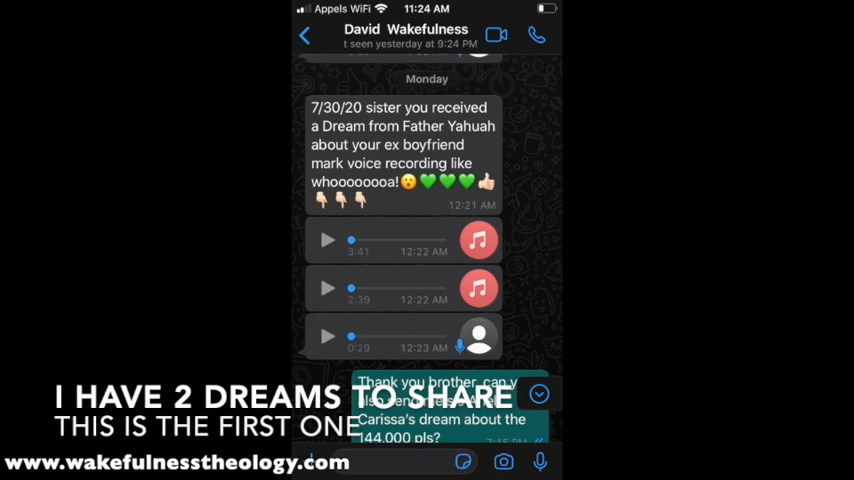 Appels WiFi 11:24 AM
David Wakefulness
t seen yesterday at 9:24 PM
Monday
7/30/20 sister you received
a Dream from Father Yahuah
about your ex boyfriend
mark voice recording like
whoooooooa!😮💚💚💚👍🏻
👇🏻👇🏻👇🏻
12:21 AM
3:41 12:22 AM
2:39 12:22 AM
0:29 12:23 AM
Thank you brother, can y
Carissa's dream about the
144,000 pls?
7:15 PM
I HAVE 2 DREAMS TO SHARE
THIS IS THE FIRST ONE
www.wakefulnesstheology.com